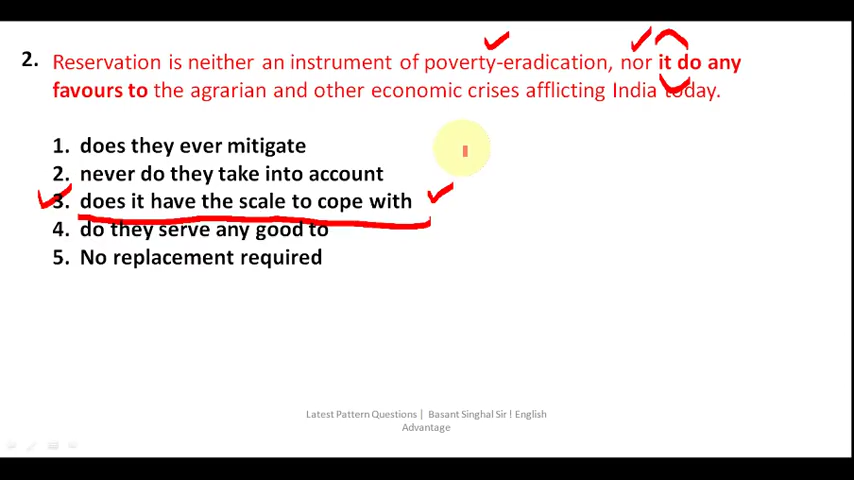 2. Reservation is neither an instrument of poverty-eradication, nor it do any
favours to the agrarian and other economic crises afflicting India today.
1. does they ever mitigate
2. never do they take into account
3. does it have the scale to cope with
4. do they serve any good to
5. No replacement required
Latest Pattern Questions | Basant Singhal Sir ! English
Advantage